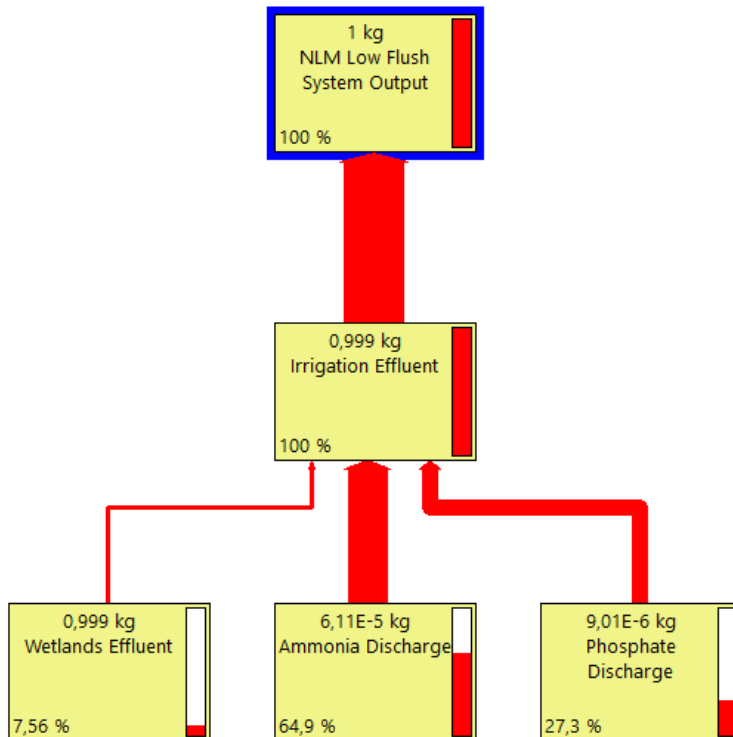 1 kg
NLM Low Flush
System Output
100 %
0,999 kg
Irrigation Effluent
100 %
0,999 kg
Wetlands Effluent
7,56 %
6,11E-5 kg
Ammonia Discharge
64,9 %
9,01E-6 kg
Phosphate
Discharge
27,3 %